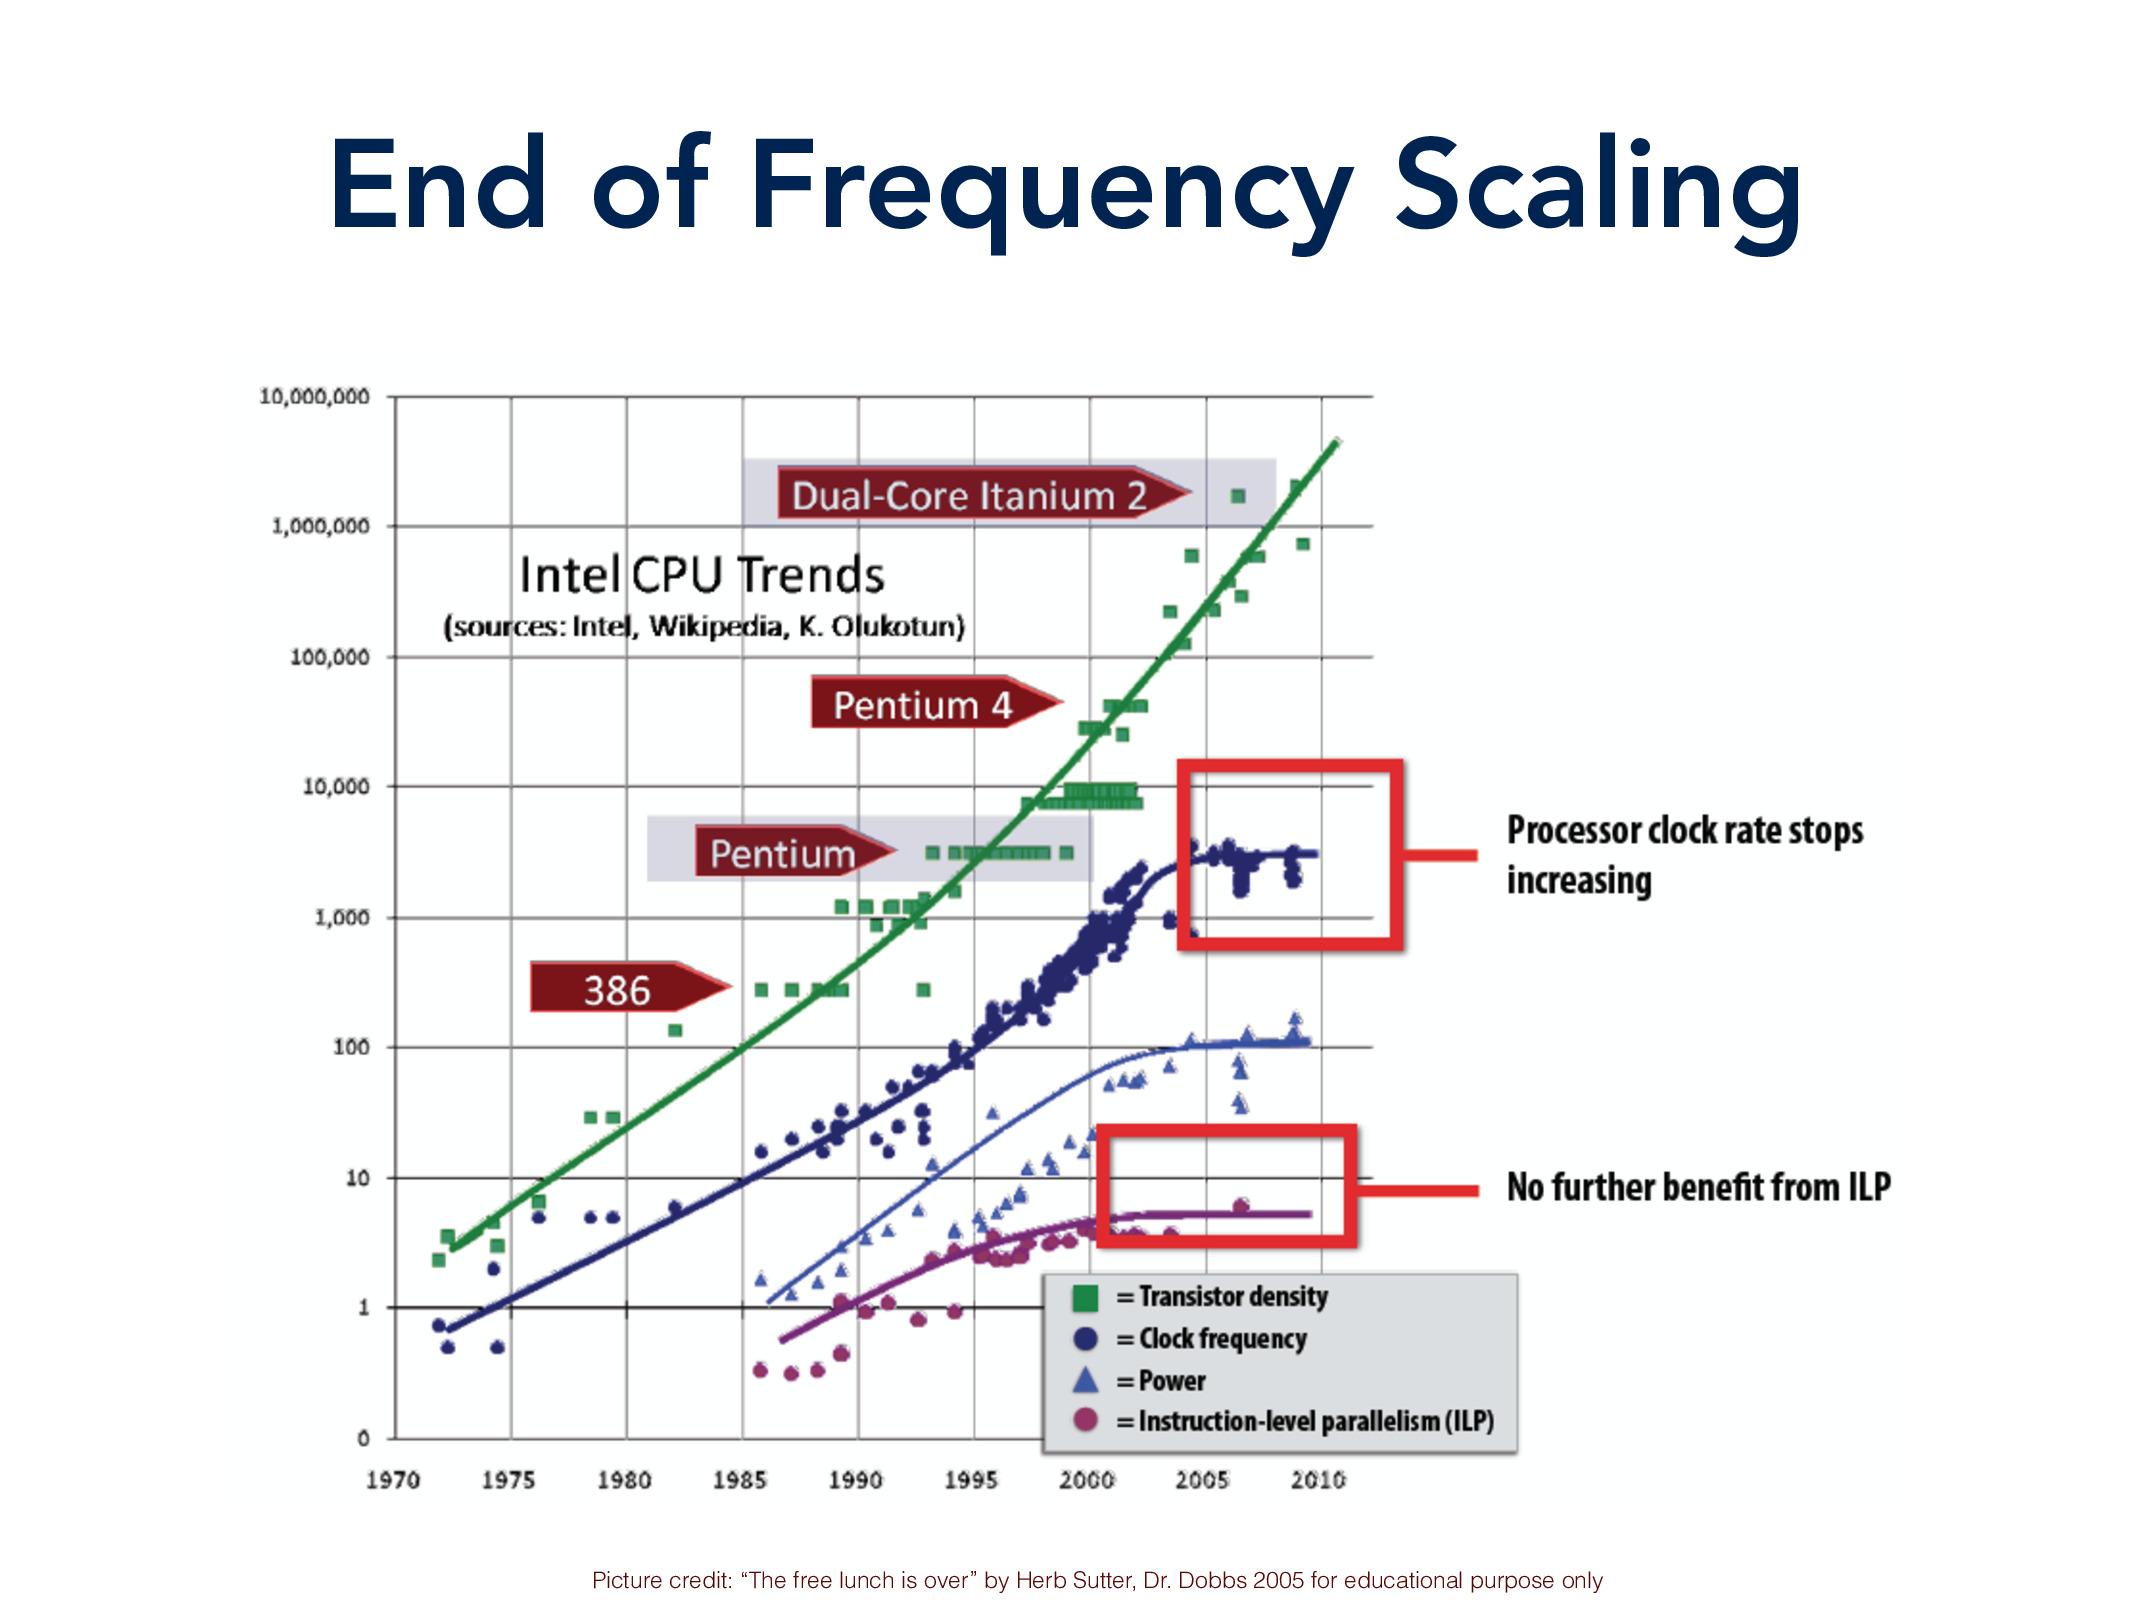 End of Frequency Scaling
10,000,000
1,000,000
100,000
10,000
1,000
100
10
1
0
Dual-Core Itanium 2
Intel CPU Trends
(sources: Intel, Wikipedia, K. Olukotun)
Pentium 4
Pentium
386
Processor clock rate stops
increasing
No further benefit from ILP
= Transistor density
= Clock frequency
= Power
= Instruction-level parallelism (ILP)
1970 1975 1980 1985 1990 1995 2000 2005 2010
Picture credit: “The free lunch is over” by Herb Sutter, Dr. Dobbs 2005 for educational purpose only